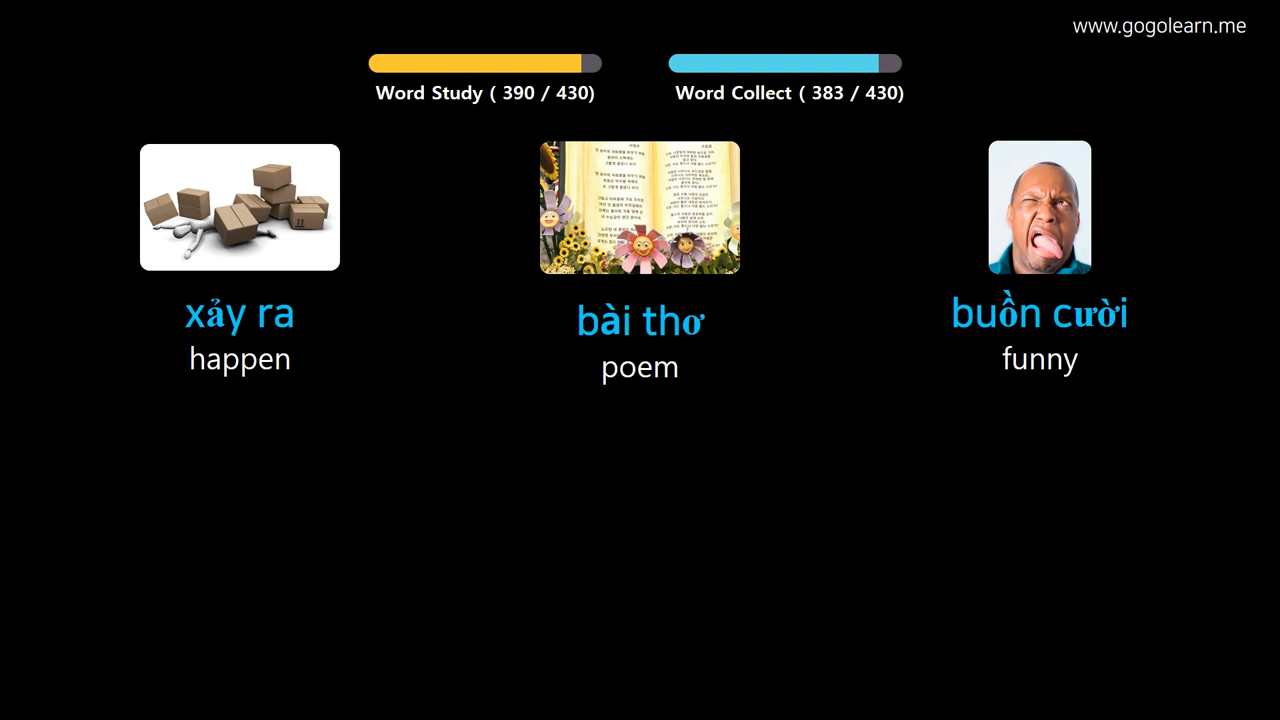 www.gogolearn.me
Word Study ( 390 / 430)
Word Collect ( 383 / 430)
xảy ra
happen
bài thơ
poem
buồn cười
funny